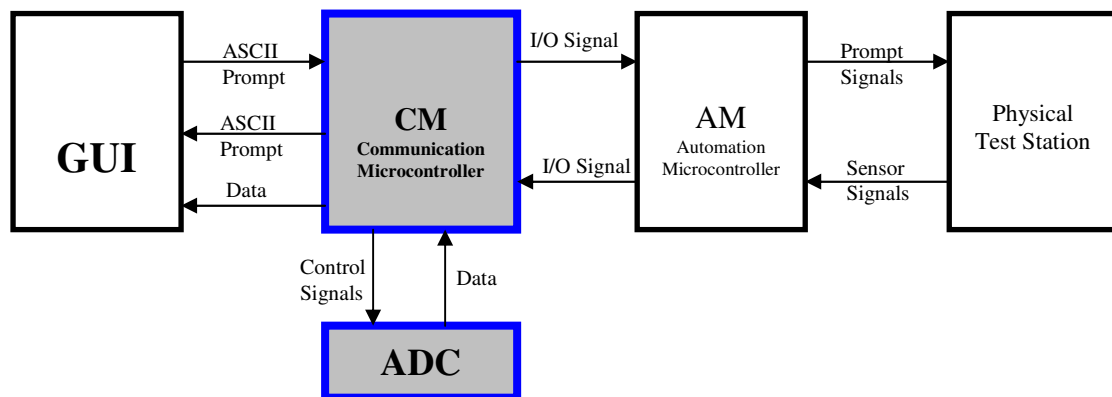 GUI
ASCII
Prompt
ASCII
Prompt
Data
CM
Communication
Microcontroller
I/O Signal
I/O Signal
AM
Automation
Microcontroller
Prompt
Signals
Sensor
Signals
Physical
Test Station
Control
Signals
Data
ADC